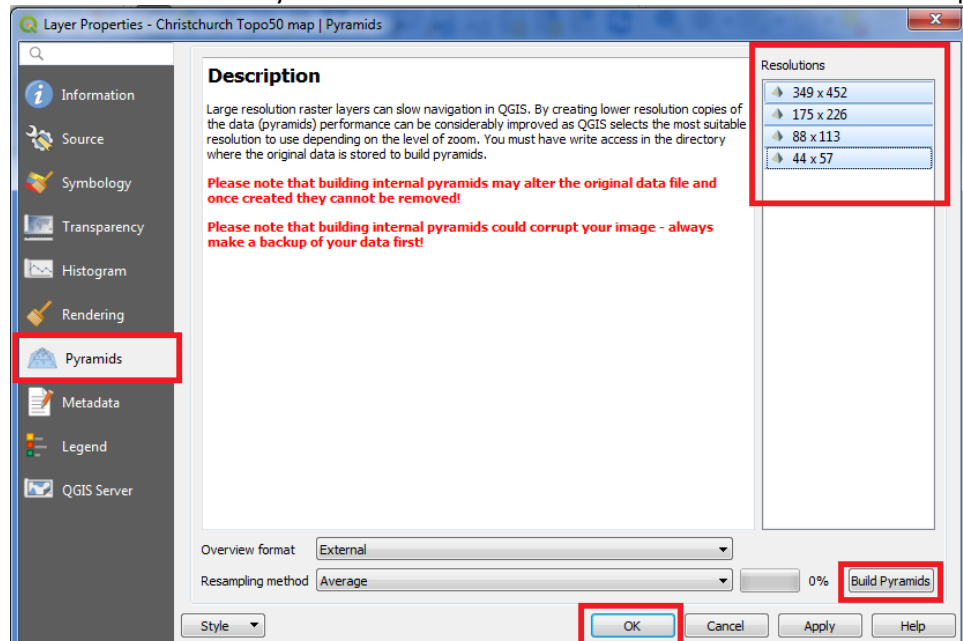 Layer Properties - Christchurch Topo50 map | Pyramids
Information
Source
Symbology
Transparency
Histogram
Rendering
Pyramids
Metadata
Legend
QGIS Server
Description
Large resolution raster layers can slow navigation in QGIS. By creating lower resolution copies of
the data (pyramids) performance can be considerably improved as QGIS selects the most suitable
resolution to use depending on the level of zoom. You must have write access in the directory
where the original data is stored to build pyramids.
Please note that building internal pyramids may alter the original data file and
once created they cannot be removed!
Please note that building internal pyramids could corrupt your image - always
make a backup of your data first!
Resolutions
349 x 452
175 x 226
88 x 113
44 x 57
Overview format External
Resampling method Average 0% Build Pyramids
Style OK Cancel Apply Help